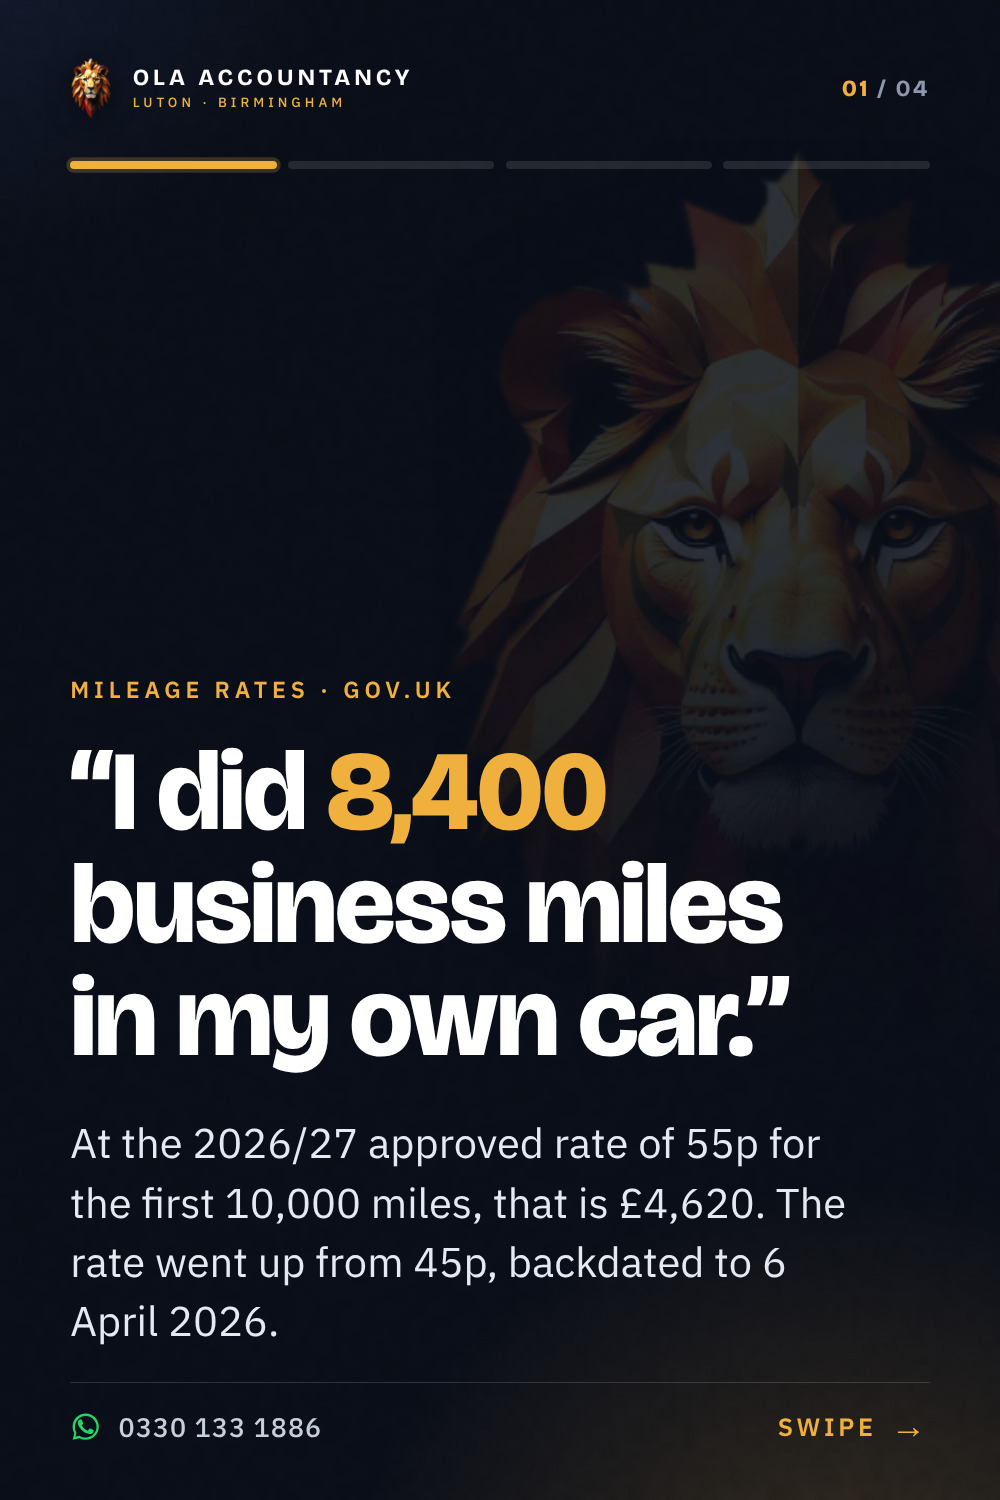 OLA ACCOUNTANCY
LUTON · BIRMINGHAM
01 / 04
MILEAGE RATES · GOV.UK
“I did 8,400
business miles
in my own car.”
At the 2026/27 approved rate of 55p for
the first 10,000 miles, that is £4,620. The
rate went up from 45p, backdated to 6
April 2026.
0330 133 1886
SWIPE →